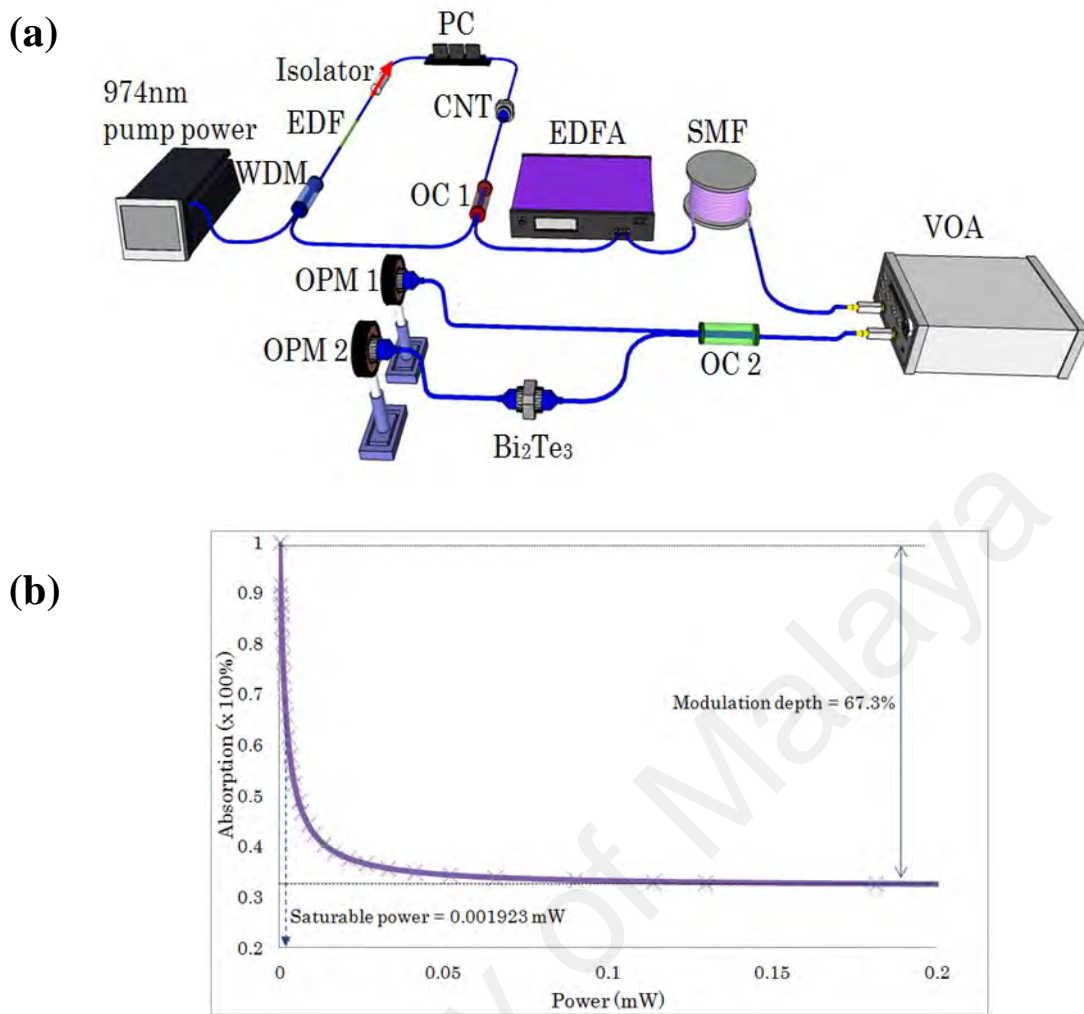 (a)
PC
Isolator
974nm
pump power
CNT
EDF
EDFA
SMF
WDM
OC 1
VOA
OPM 1
OPM 2
OC 2
Bi₂Te₃
(b)
1
0.9
0.8
0.7
0.6
0.5
0.4
0.3
0.2
Absorption (x 100%)
Modulation depth = 67.3%
Saturable power = 0.001923 mW
0
0.05
0.1
0.15
0.2
Power (mW)
y of Malaya